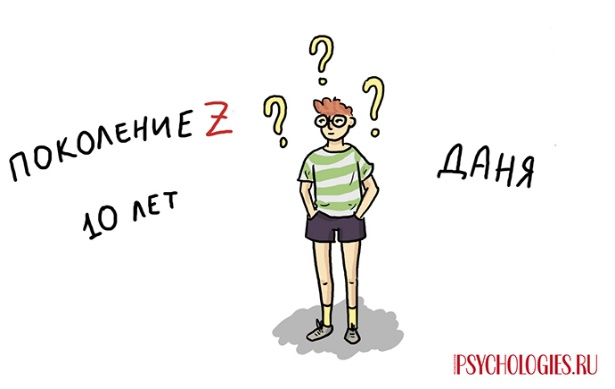 ПОКОЛЕНИЕ Z
10 ЛЕТ
? ? ?
ДАНЯ
PSYCHOLOGIES.RU